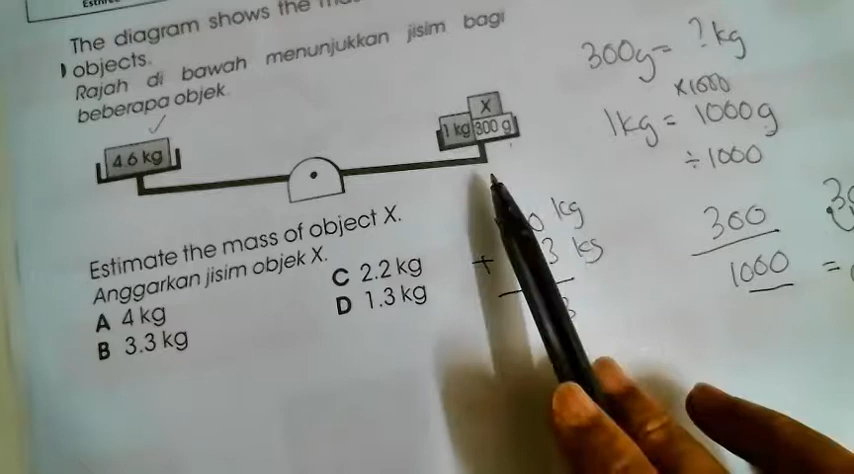 The diagram shows the
objects.
Rajah di bawah menunjukkan jisim bagi
beberapa objek.
4.6 kg
X
1 kg 300 g
Estimate the mass of object X.
Anggarkan jisim objek X.
A 4 kg
B 3.3 kg
C 2.2 kg
D 1.3 kg
300g = ? kg
×1000
1kg = 1000g
÷1000
300
1000 =
0 kg
+ 3 kg